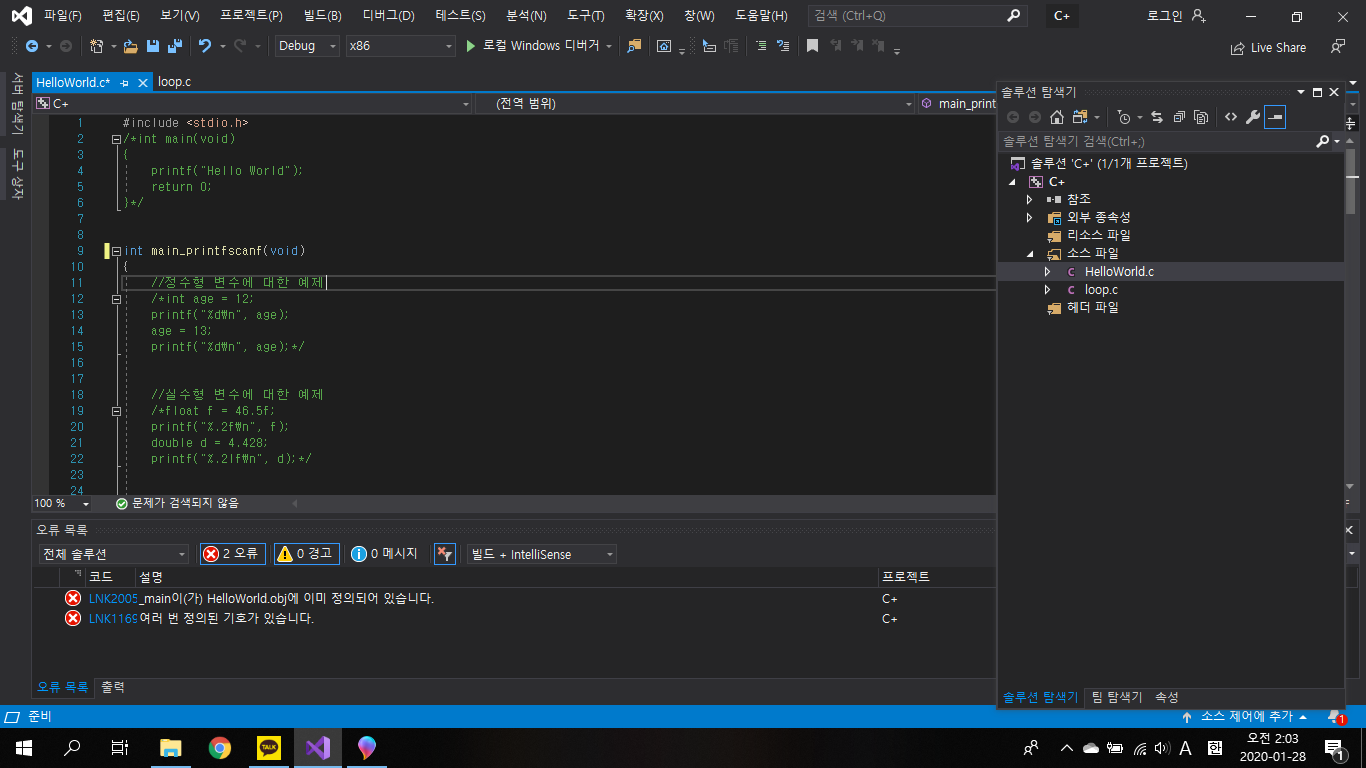 파일(F) 편집(E) 보기(V) 프로젝트(P) 빌드(B) 디버그(D) 테스트(S) 분석(N) 도구(T) 확장(X) 창(W) 도움말(H) 검색 (Ctrl+Q) C+ 로그인
Debug x86 로컬 Windows 디버거 Live Share
서버 탐색기
도구 상자
HelloWorld.c* loop.c
C+ (전역 범위) main_print
1 #include <stdio.h>
2 /*int main(void)
3 {
4 printf("Hello World");
5 return 0;
6 }*/
7
8
9 int main_printfscanf(void)
10 {
11 //정수형 변수에 대한 예제
12 /*int age = 12;
13 printf("%d₩n", age);
14 age = 13;
15 printf("%d₩n", age);*/
16
17
18 //실수형 변수에 대한 예제
19 /*float f = 46.5f;
20 printf("%.2f₩n", f);
21 double d = 4.428;
22 printf("%.2lf₩n", d);*/
23
24
100 % 문제가 검색되지 않음
오류 목록
전체 솔루션 2 오류 0 경고 0 메시지 빌드 + IntelliSense
코드 설명 프로젝트
LNK2005 _main이(가) HelloWorld.obj에 이미 정의되어 있습니다. C+
LNK1169 여러 번 정의된 기호가 있습니다. C+
오류 목록 출력
솔루션 탐색기
솔루션 탐색기 검색(Ctrl+;)
솔루션 'C+' (1/1개 프로젝트)
C+
참조
외부 종속성
리소스 파일
소스 파일
HelloWorld.c
loop.c
헤더 파일
솔루션 탐색기 팀 탐색기 속성
준비 소스 제어에 추가 1
TALK A 한 오전 2:03
2020-01-28 1